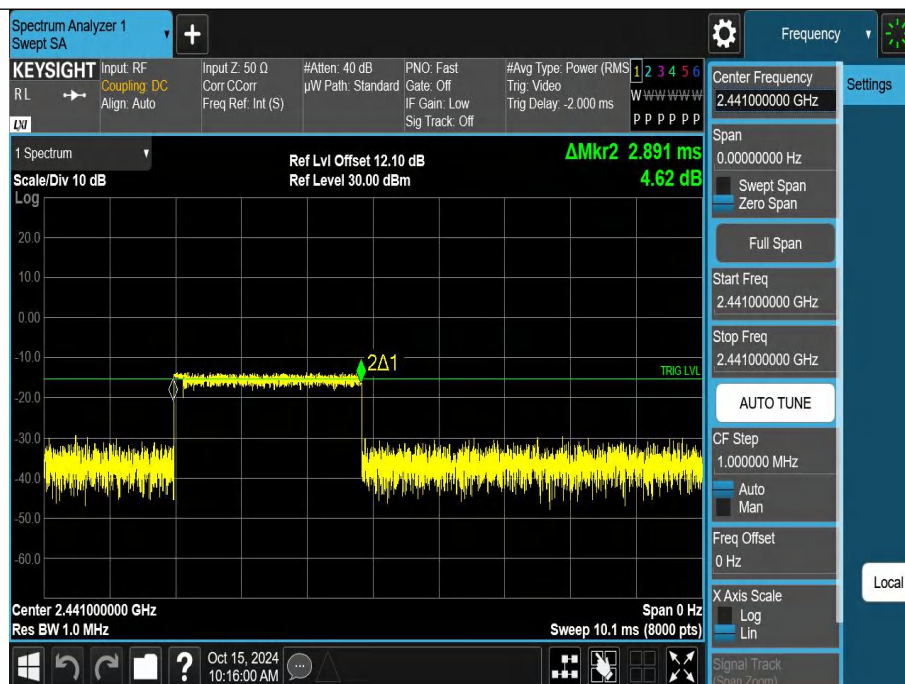 Spectrum Analyzer 1
Swept SA
Frequency
KEYSIGHT
RL
LXI
Input: RF
Coupling: DC
Align: Auto
Input Z: 50 Ω
Corr CCorr
Freq Ref: Int (S)
#Atten: 40 dB
µW Path: Standard
PNO: Fast
Gate: Off
IF Gain: Low
Sig Track: Off
#Avg Type: Power (RMS
Trig: Video
Trig Delay: -2.000 ms
1 2 3 4 5 6
W W W W W W
P P P P P P
1 Spectrum
Scale/Div 10 dB
Log
Ref Lvl Offset 12.10 dB
Ref Level 30.00 dBm
ΔMkr2 2.891 ms
4.62 dB
20.0
10.0
0.00
-10.0
-20.0
-30.0
-40.0
-50.0
-60.0
2Δ1
TRIG LVL
Center 2.441000000 GHz
Res BW 1.0 MHz
Span 0 Hz
Sweep 10.1 ms (8000 pts)
Center Frequency
2.441000000 GHz
Settings
Span
0.00000000 Hz
Swept Span
Zero Span
Full Span
Start Freq
2.441000000 GHz
Stop Freq
2.441000000 GHz
AUTO TUNE
CF Step
1.000000 MHz
Auto
Man
Freq Offset
0 Hz
Local
X Axis Scale
Log
Lin
Signal Track
(Span Zoom)
?
Oct 15, 2024
10:16:00 AM